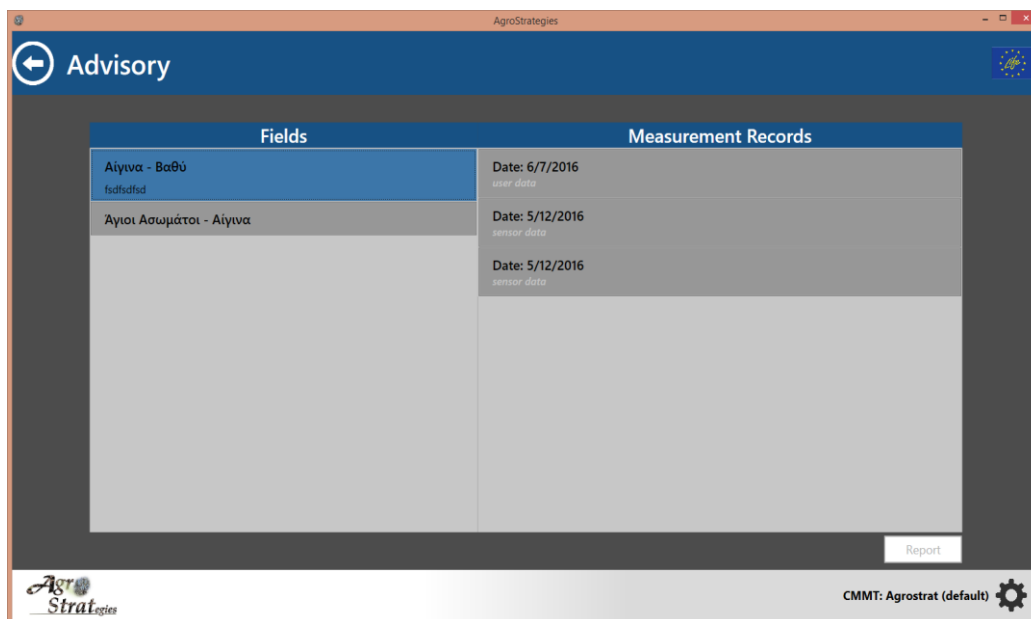 AgroStrategies
Advisory
Life
Fields
Measurement Records
Αίγινα - Βαθύ
fsdfsdfsd
Άγιοι Ασωμάτοι - Αίγινα
Date: 6/7/2016
user data
Date: 5/12/2016
sensor data
Date: 5/12/2016
sensor data
Report
Agro
Strategies
CMMT: Agrostrat (default)